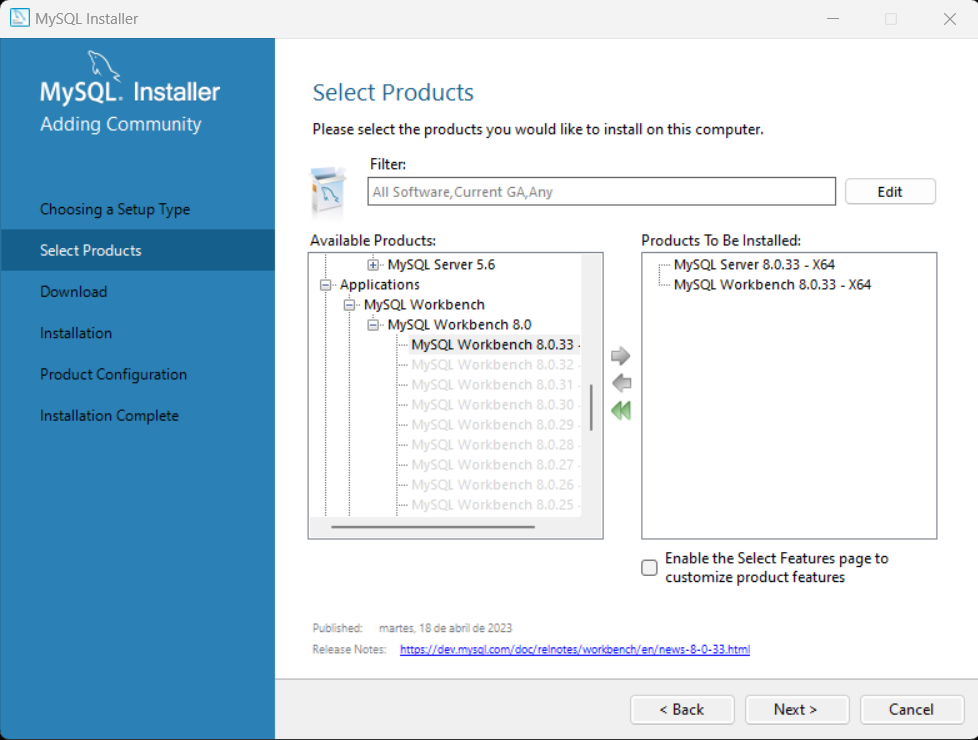 MySQL Installer
MySQL. Installer
Adding Community
Choosing a Setup Type
Select Products
Download
Installation
Product Configuration
Installation Complete
Select Products
Please select the products you would like to install on this computer.
Filter:
All Software,Current GA,Any
Edit
Available Products:
MySQL Server 5.6
Applications
MySQL Workbench
MySQL Workbench 8.0
MySQL Workbench 8.0.33 -
MySQL Workbench 8.0.32 -
MySQL Workbench 8.0.31 -
MySQL Workbench 8.0.30 -
MySQL Workbench 8.0.29 -
MySQL Workbench 8.0.28 -
MySQL Workbench 8.0.27 -
MySQL Workbench 8.0.26 -
MySQL Workbench 8.0.25 -
Products To Be Installed:
MySQL Server 8.0.33 - X64
MySQL Workbench 8.0.33 - X64
Enable the Select Features page to
customize product features
Published: martes, 18 de abril de 2023
Release Notes: https://dev.mysql.com/doc/relnotes/workbench/en/news-8-0-33.html
< Back
Next >
Cancel